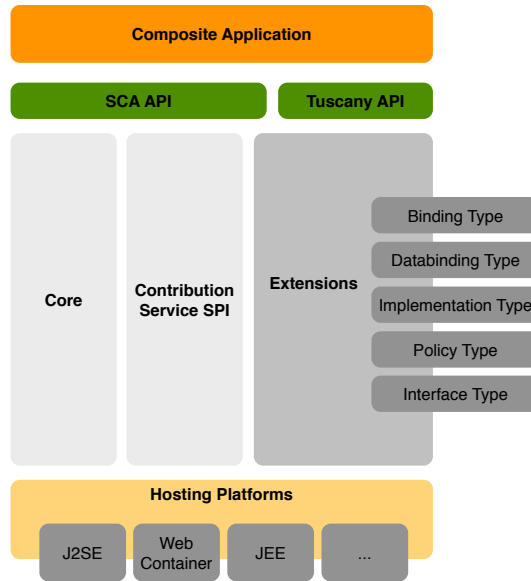 Composite Application
SCA API
Tuscany API
Core
Contribution
Service SPI
Extensions
Binding Type
Databinding Type
Implementation Type
Policy Type
Interface Type
Hosting Platforms
J2SE
Web
Container
JEE
...